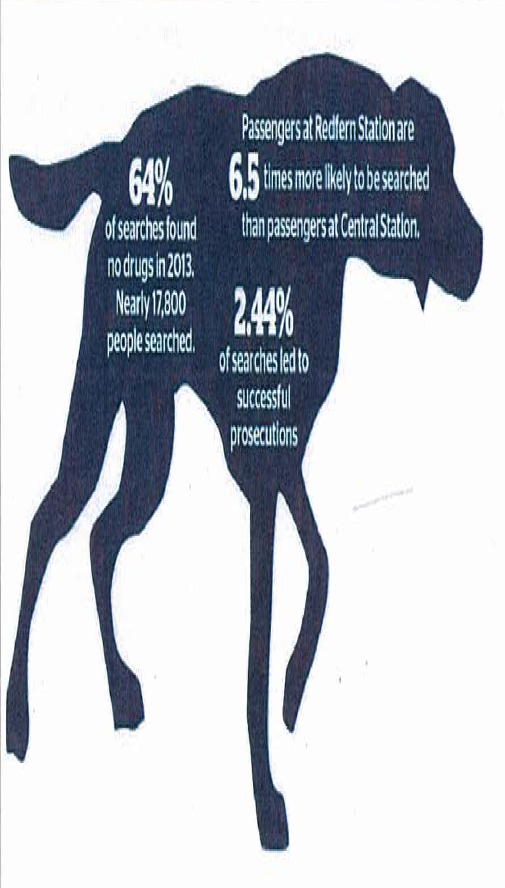 Passengers at Redfern Station are
6.5 times more likely to be searched
than passengers at Central Station.
64%
of searches found
no drugs in 2013.
Nearly 17,800
people searched.
2.44%
of searches led to
successful
prosecutions